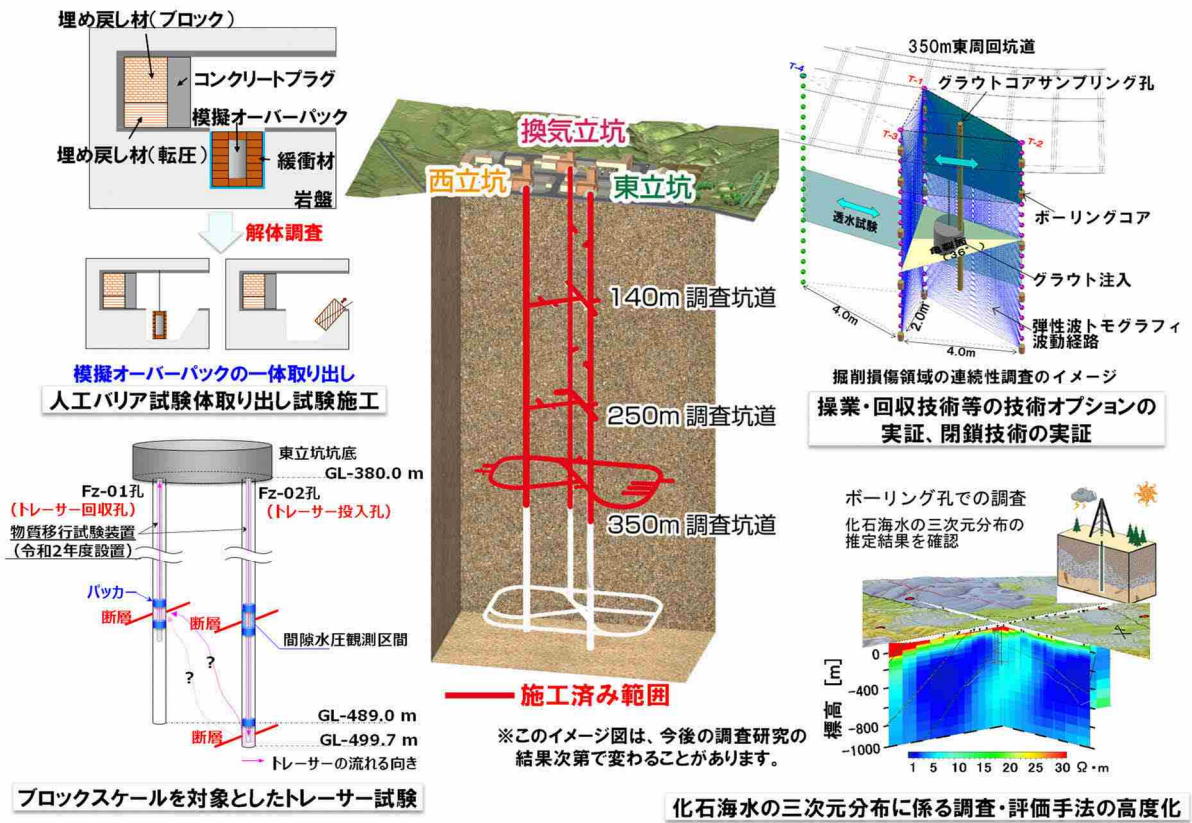 埋め戻し材(ブロック)
コンクリートプラグ
模擬オーバーパック
埋め戻し材(転圧)
緩衝材
岩盤
解体調査
模擬オーバーパックの一体取り出し
人工バリア試験体取り出し試験施工
東立坑坑底
GL-380.0 m
Fz-01孔
(トレーサー回収孔)
Fz-02孔
(トレーサー投入孔)
物質移行試験装置
(令和2年度設置)
パッカー
断層
断層
間隙水圧観測区間
?
?
GL-489.0 m
断層
GL-499.7 m
トレーサーの流れる向き
ブロックスケールを対象としたトレーサー試験
換気立坑
西立坑
東立坑
140m 調査坑道
250m 調査坑道
350m 調査坑道
施工済み範囲
※このイメージ図は、今後の調査研究の
結果次第で変わることがあります。
350m東周回坑道
T-4
T-1
グラウトコアサンプリング孔
T-3
T-2
ボーリングコア
透水試験
亀裂面
(36°)
グラウト注入
弾性波トモグラフィ
波動経路
4.0m
2.0m
4.0m
掘削損傷領域の連続性調査のイメージ
操業・回収技術等の技術オプションの
実証、閉鎖技術の実証
ボーリング孔での調査
化石海水の三次元分布の
推定結果を確認
標高 [m]
0
-400
-800
-1000
1 5 10 15 20 25 30 Ω・m
化石海水の三次元分布に係る調査・評価手法の高度化